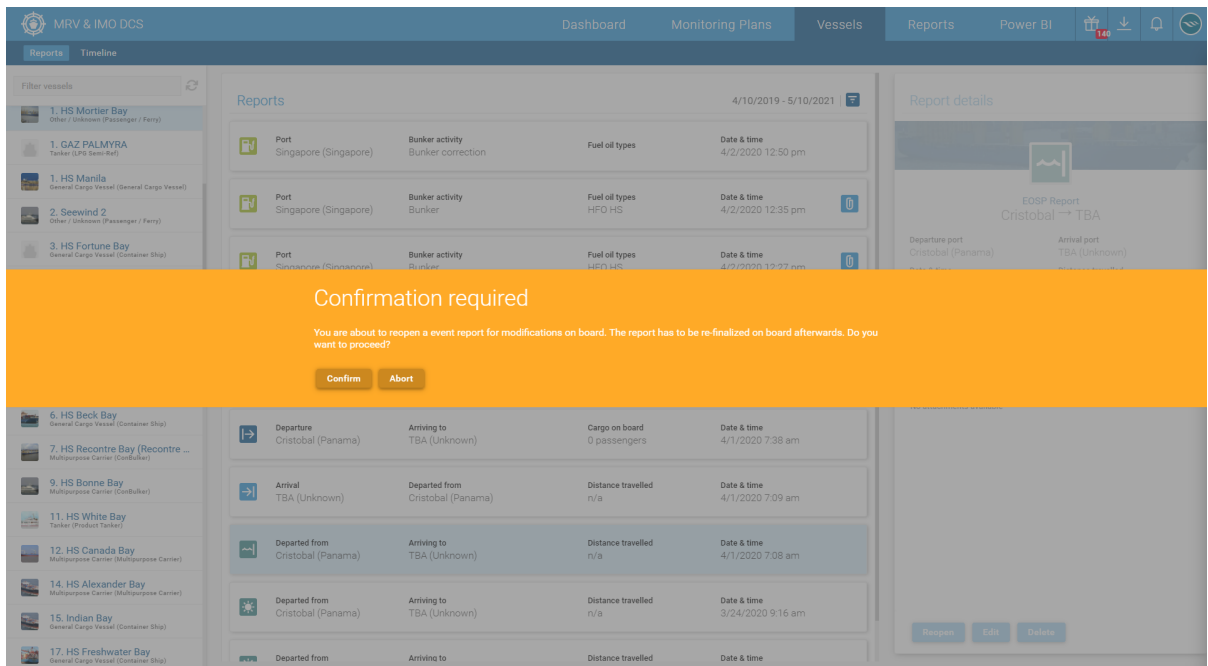 MRV & IMO DCS
Dashboard
Monitoring Plans
Vessels
Reports
Power BI
140
Reports
Timeline
Filter vessels
1. HS Mortier Bay
Other / Unknown (Passenger / Ferry)
1. GAZ PALMYRA
Tanker (LPG Semi-Ref)
1. HS Manila
General Cargo Vessel (General Cargo Vessel)
2. Seewind 2
Other / Unknown (Passenger / Ferry)
3. HS Fortune Bay
General Cargo Vessel (Container Ship)
6. HS Beck Bay
General Cargo Vessel (Container Ship)
7. HS Recontre Bay (Recontre ...
Multipurpose Carrier (ConBulker)
9. HS Bonne Bay
Multipurpose Carrier (ConBulker)
11. HS White Bay
Tanker (Product Tanker)
12. HS Canada Bay
Multipurpose Carrier (Multipurpose Carrier)
14. HS Alexander Bay
Multipurpose Carrier (Multipurpose Carrier)
15. Indian Bay
General Cargo Vessel (Container Ship)
17. HS Freshwater Bay
General Cargo Vessel (Container Ship)
Reports
4/10/2019 - 5/10/2021
Port Bunker activity Fuel oil types Date & time
Singapore (Singapore) Bunker correction 4/2/2020 12:50 pm
Port Bunker activity Fuel oil types Date & time
Singapore (Singapore) Bunker HFO HS 4/2/2020 12:35 pm
Port Bunker activity Fuel oil types Date & time
Singapore (Singapore) Bunker HFO HS 4/2/2020 12:27 pm
Confirmation required
You are about to reopen a event report for modifications on board. The report has to be re-finalized on board afterwards. Do you
want to proceed?
Confirm Abort
Departure Arriving to Cargo on board Date & time
Cristobal (Panama) TBA (Unknown) 0 passengers 4/1/2020 7:38 am
Arrival Departed from Distance travelled Date & time
TBA (Unknown) Cristobal (Panama) n/a 4/1/2020 7:09 am
Departed from Arriving to Distance travelled Date & time
Cristobal (Panama) TBA (Unknown) n/a 4/1/2020 7:08 am
Departed from Arriving to Distance travelled Date & time
Cristobal (Panama) TBA (Unknown) n/a 3/24/2020 9:16 am
Departed from Arriving to Distance travelled Date & time
Report details
EOSP Report
Cristobal → TBA
Departure port Arrival port
Cristobal (Panama) TBA (Unknown)
Reopen Edit Delete